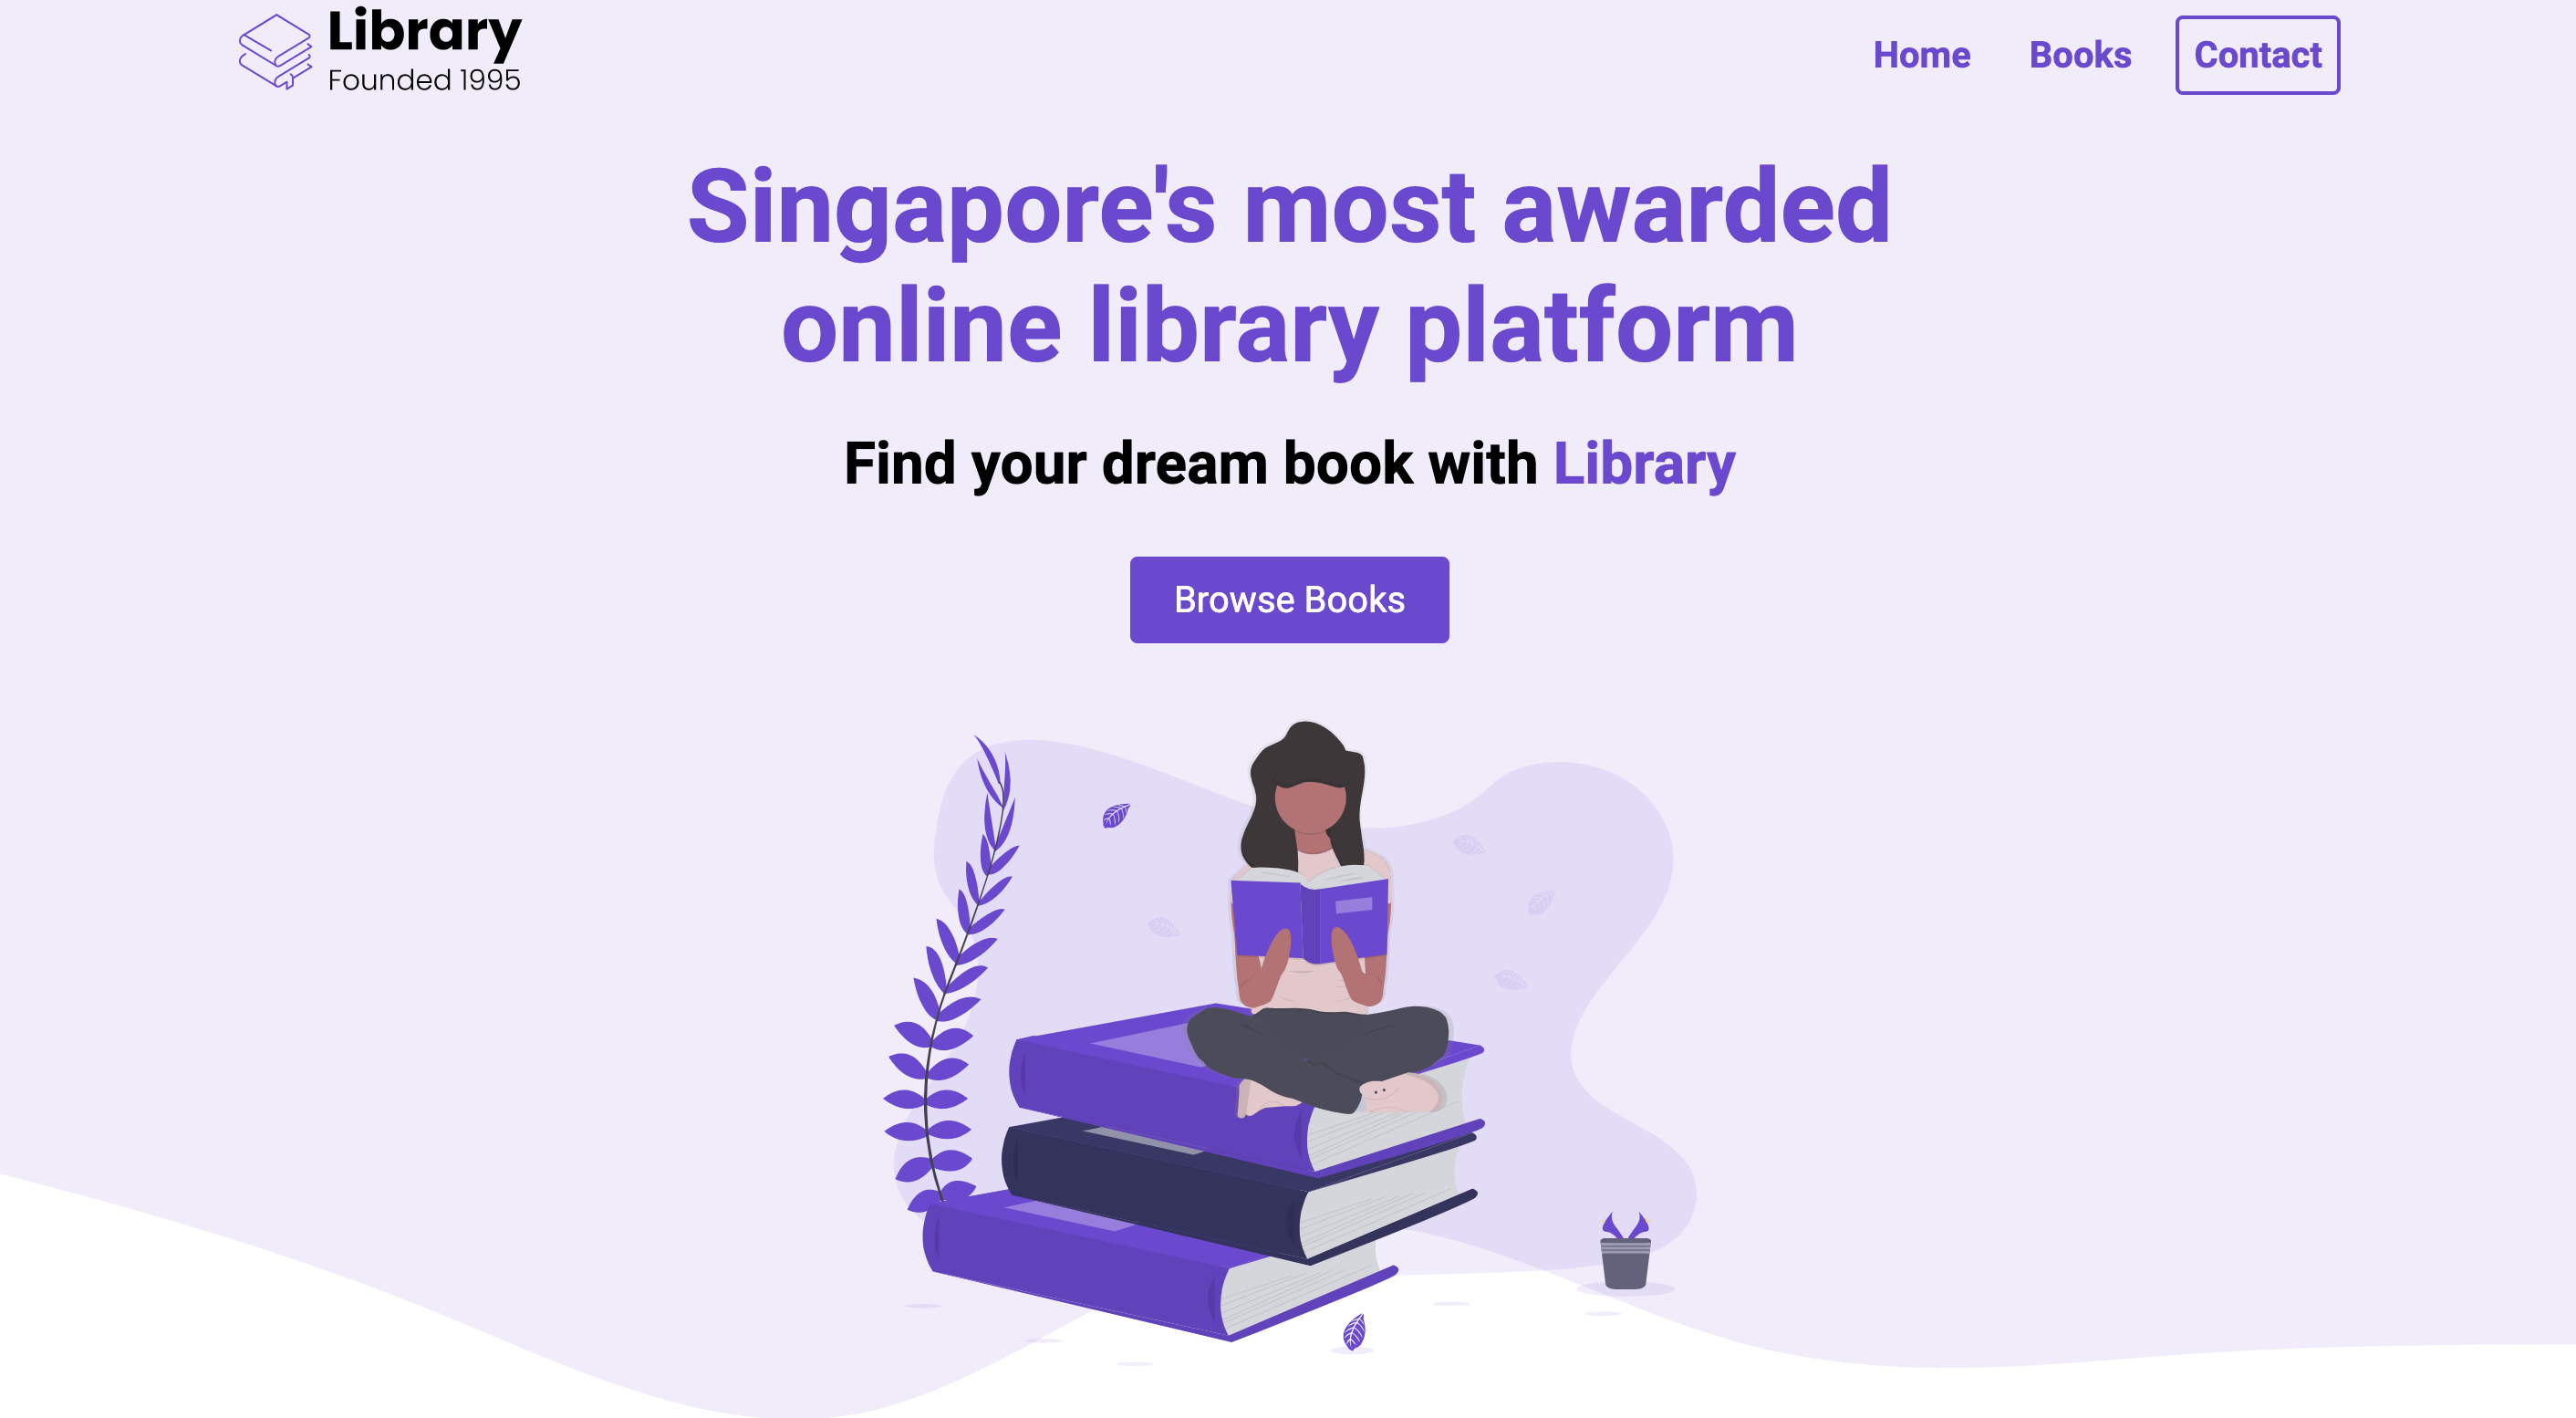 Library
Founded 1995
Home Books Contact
Singapore's most awarded
online library platform
Find your dream book with Library
Browse Books